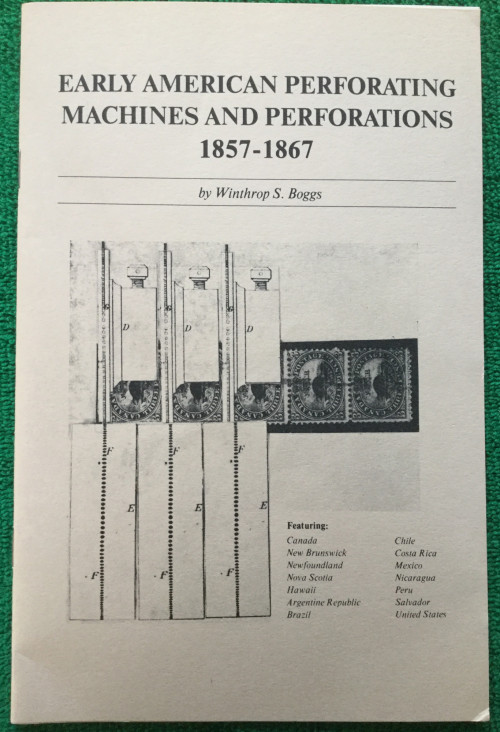 EARLY AMERICAN PERFORATING
MACHINES AND PERFORATIONS
1857-1867
by Winthrop S. Boggs
D
D
D
F
F
F
E
E
E
F
F
F
Featuring:
Canada
New Brunswick
Newfoundland
Nova Scotia
Hawaii
Argentine Republic
Brazil
Chile
Costa Rica
Mexico
Nicaragua
Peru
Salvador
United States